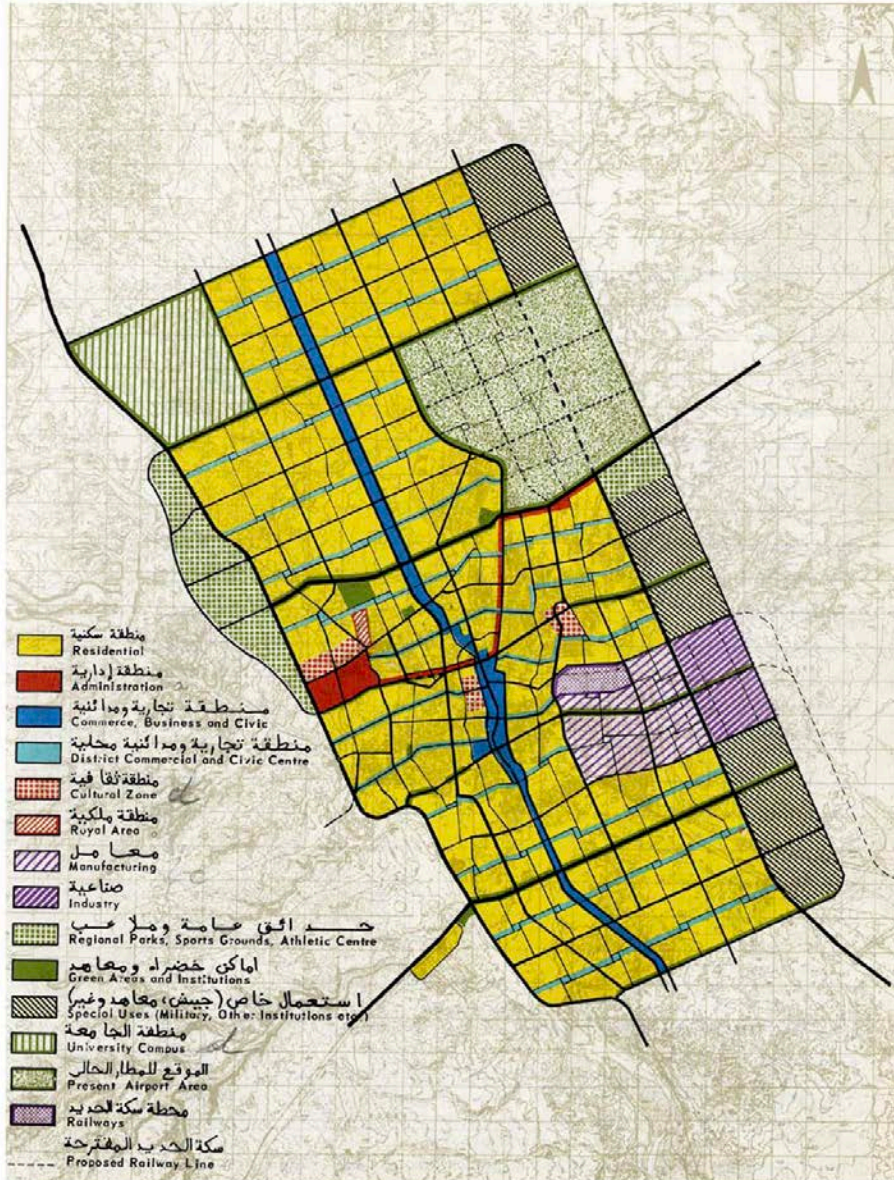 منطقة سكنية
Residential
منطقة إدارية
Administration
منطقة تجارية ومدائنية
Commerce, Business and Civic
منطقة تجارية ومدائنية محلية
District Commercial and Civic Centre
منطقة ثقافية
Cultural Zone
منطقة ملكية
Royal Area
معامل
Manufacturing
صناعية
Industry
حدائق عامة وملاعب
Regional Parks, Sports Grounds, Athletic Centre
اماكن خضراء ومعاهد
Green Areas and Institutions
استعمال خاص (جيش، معاهد وغير)
Special Uses (Military, Other Institutions etc.)
منطقة الجامعة
University Campus
الموقع للمطار الحالى
Present Airport Area
محطة سكة الحديد
Railways
سكة الحديد المقترحة
Proposed Railway Line